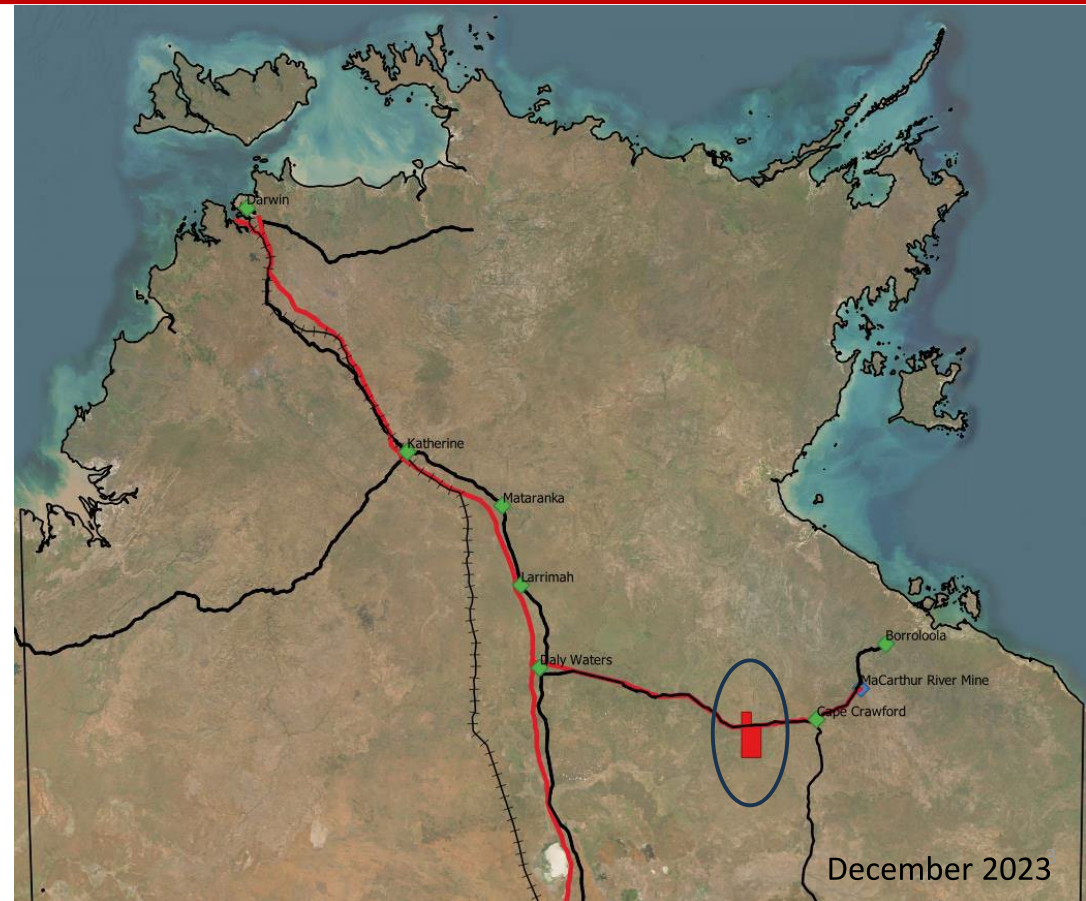 Darwin
Katherine
Mataranka
Larrimah
Daly Waters
Borroloola
MaCarthur River Mine
Cape Crawford
December 2023